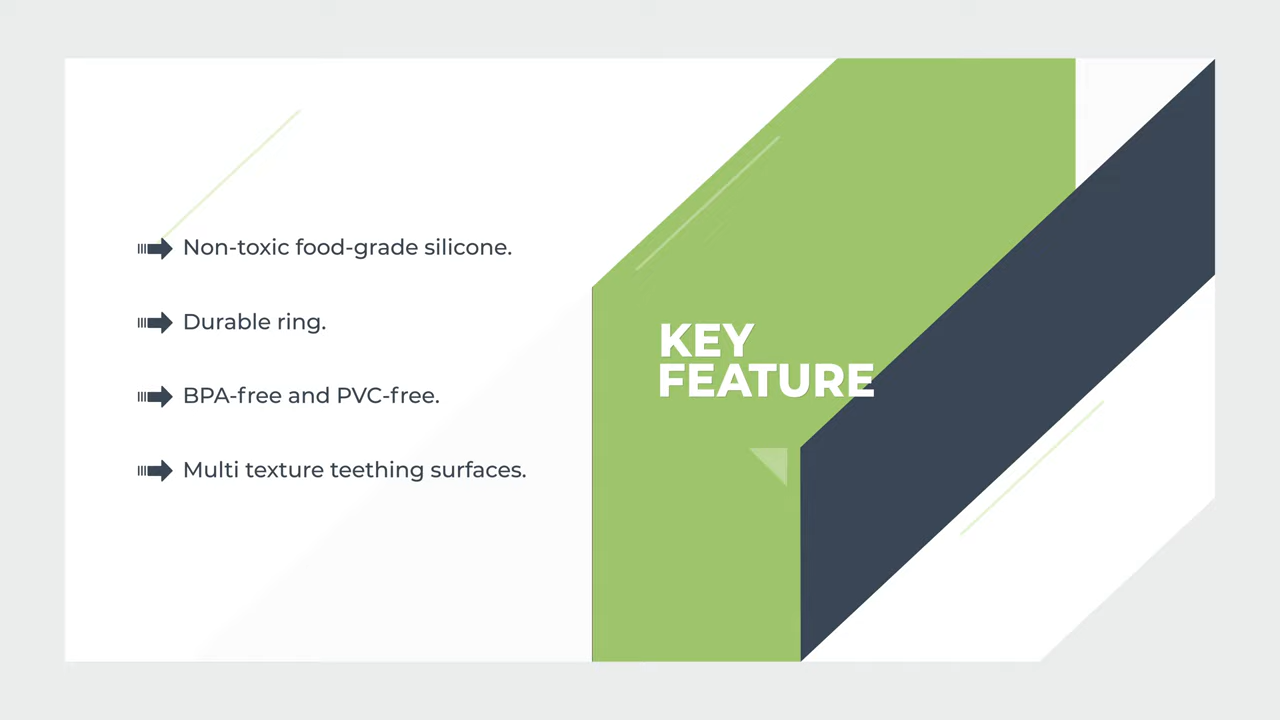 Non-toxic food-grade silicone.
Durable ring.
BPA-free and PVC-free.
Multi texture teething surfaces.
KEY
FEATURE